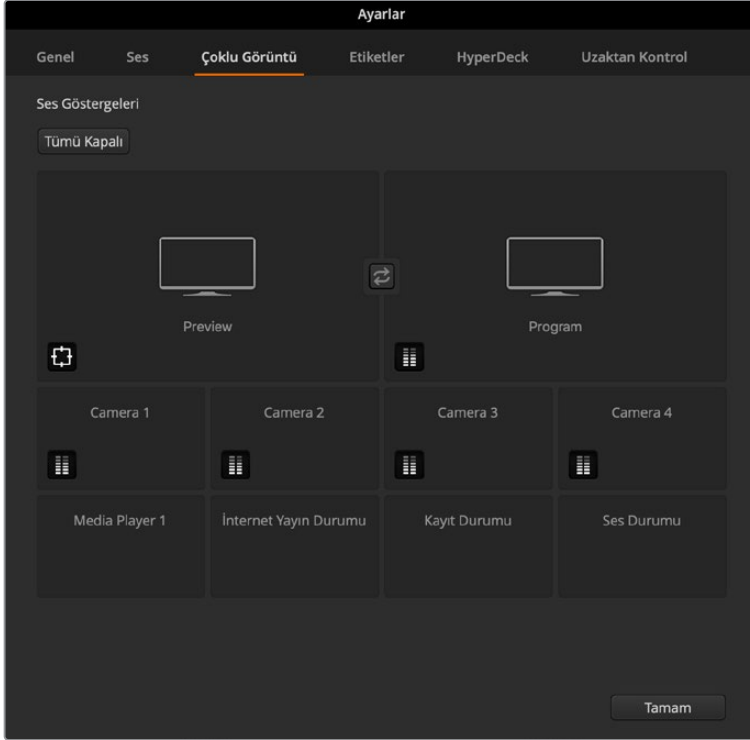 Ayarlar
Genel Ses Çoklu Görüntü Etiketler HyperDeck Uzaktan Kontrol
Ses Göstergeleri
Tümü Kapalı
Preview Program
Camera 1 Camera 2 Camera 3 Camera 4
Media Player 1 İnternet Yayın Durumu Kayıt Durumu Ses Durumu
Tamam